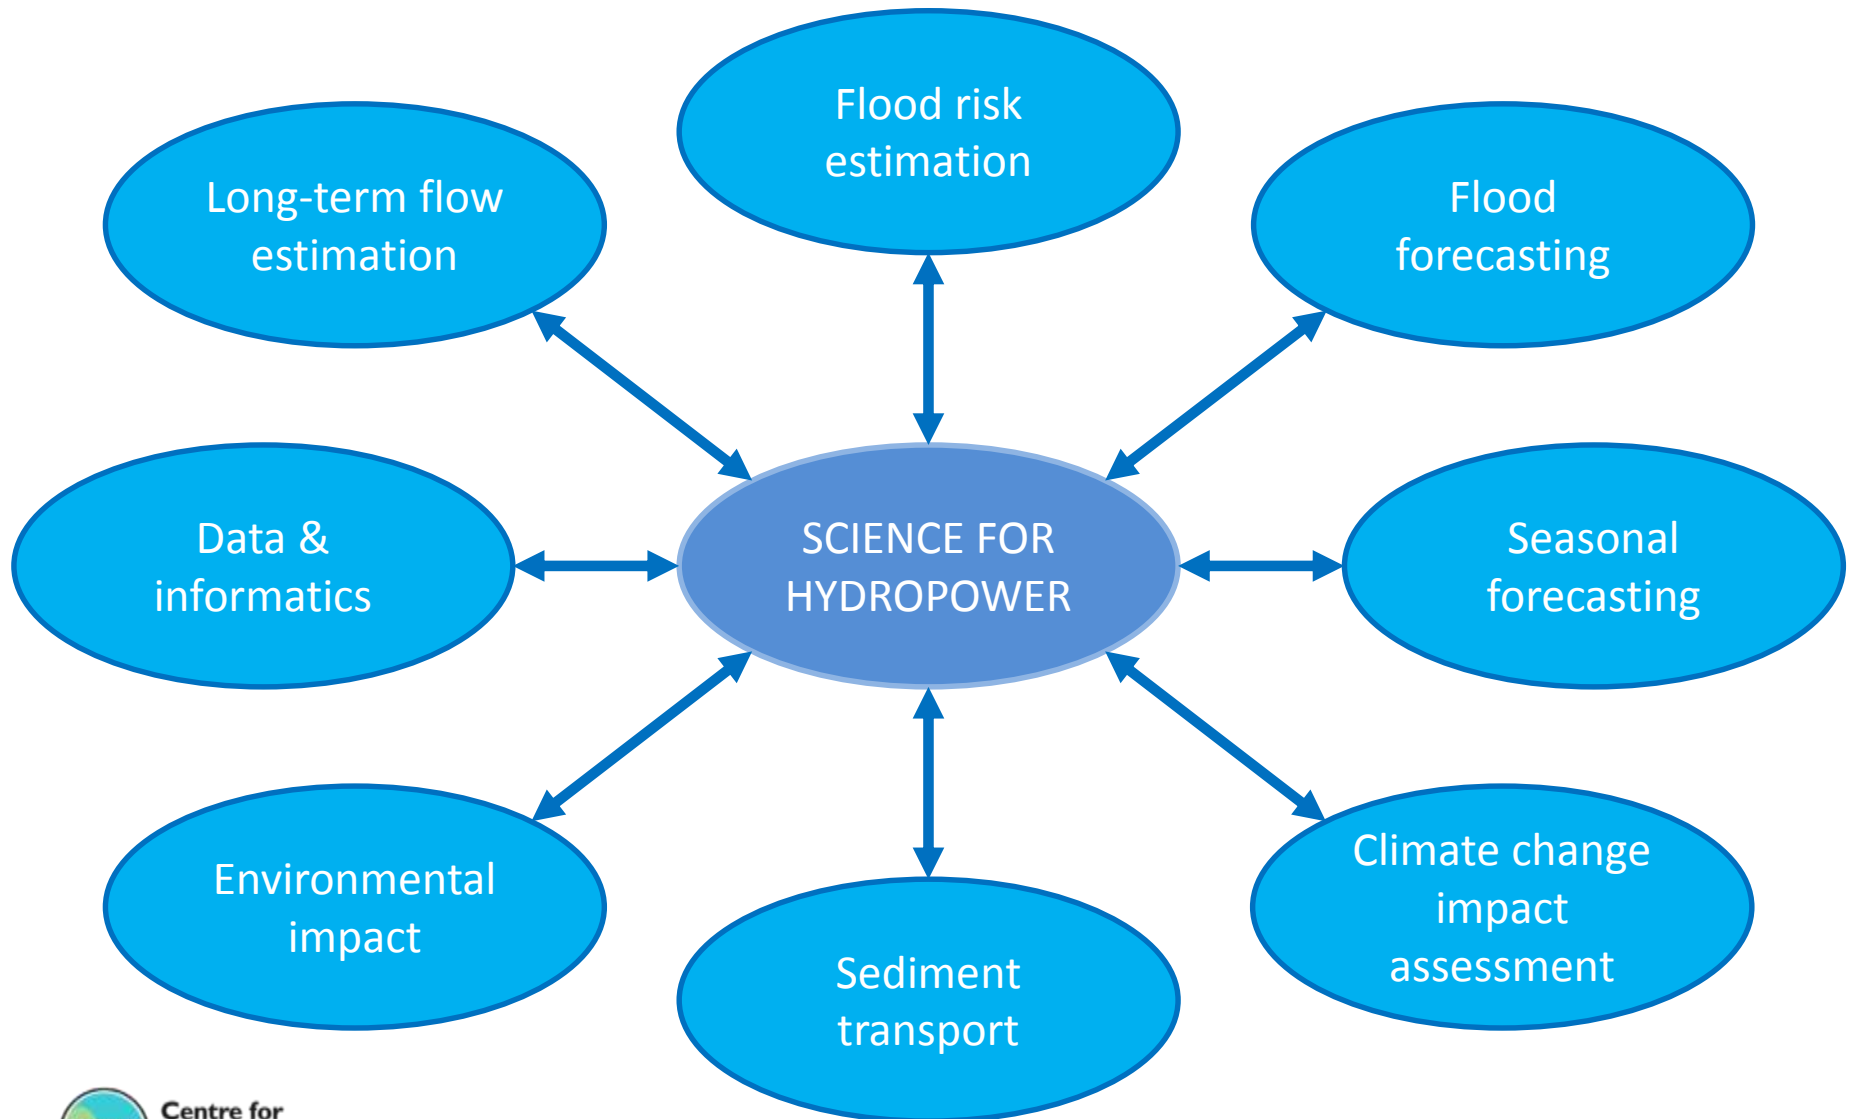 Flood risk
estimation
Long-term flow
estimation
Flood
forecasting
Data &
informatics
SCIENCE FOR
HYDROPOWER
Seasonal
forecasting
Environmental
impact
Climate change
impact
assessment
Sediment
transport
Centre for